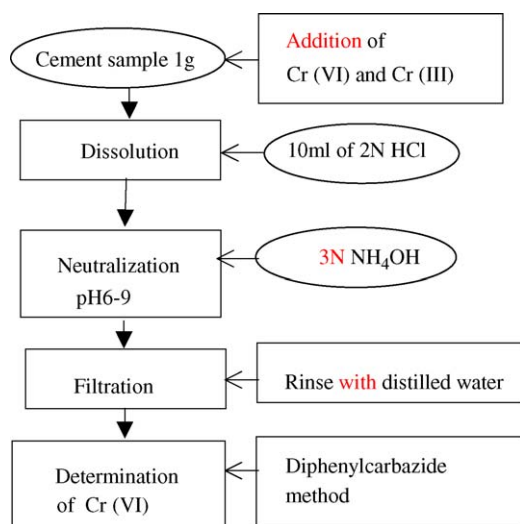 Cement sample 1g
Addition of
Cr (VI) and Cr (III)
Dissolution
10ml of 2N HCl
Neutralization
pH6-9
3N NH₄OH
Filtration
Rinse with distilled water
Determination
of Cr (VI)
Diphenylcarbazide
method